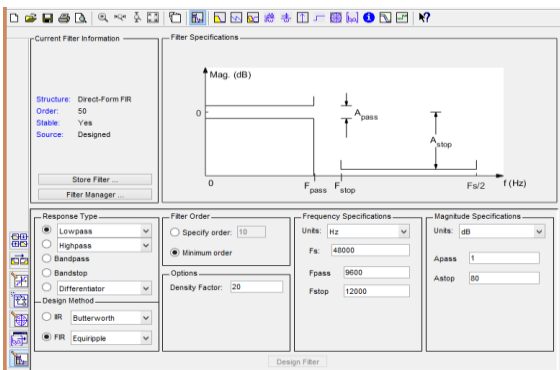 Current Filter Information
Structure: Direct-Form FIR
Order: 50
Stable: Yes
Source: Designed
Store Filter ...
Filter Manager ...
Filter Specifications
Mag. (dB)
0
Apass
Astop
0
Fpass
Fstop
Fs/2
f (Hz)
Response Type
Lowpass
Highpass
Bandpass
Bandstop
Differentiator
Design Method
IIR Butterworth
FIR Equiripple
Filter Order
Specify order: 10
Minimum order
Options
Density Factor: 20
Frequency Specifications
Units: Hz
Fs: 48000
Fpass 9600
Fstop 12000
Magnitude Specifications
Units: dB
Apass 1
Astop 80
Design Filter